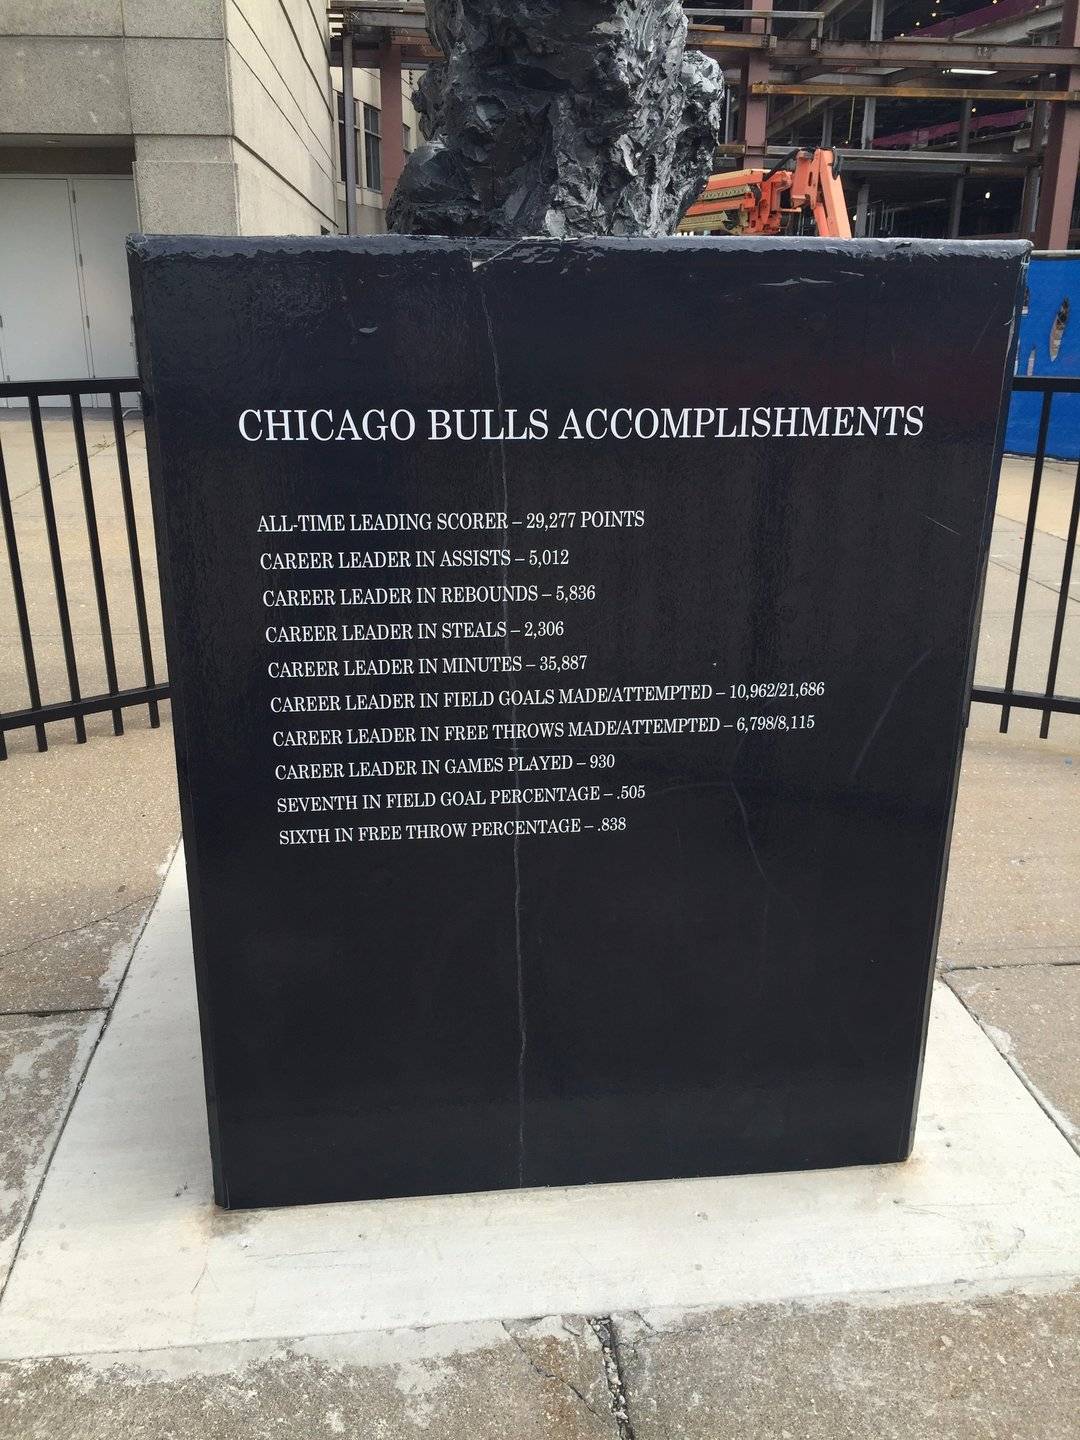 CHICAGO BULLS ACCOMPLISHMENTS
ALL-TIME LEADING SCORER – 29,277 POINTS
CAREER LEADER IN ASSISTS – 5,012
CAREER LEADER IN REBOUNDS – 5,836
CAREER LEADER IN STEALS – 2,306
CAREER LEADER IN MINUTES – 35,887
CAREER LEADER IN FIELD GOALS MADE/ATTEMPTED – 10,962/21,686
CAREER LEADER IN FREE THROWS MADE/ATTEMPTED – 6,798/8,115
CAREER LEADER IN GAMES PLAYED – 930
SEVENTH IN FIELD GOAL PERCENTAGE – .505
SIXTH IN FREE THROW PERCENTAGE – .838